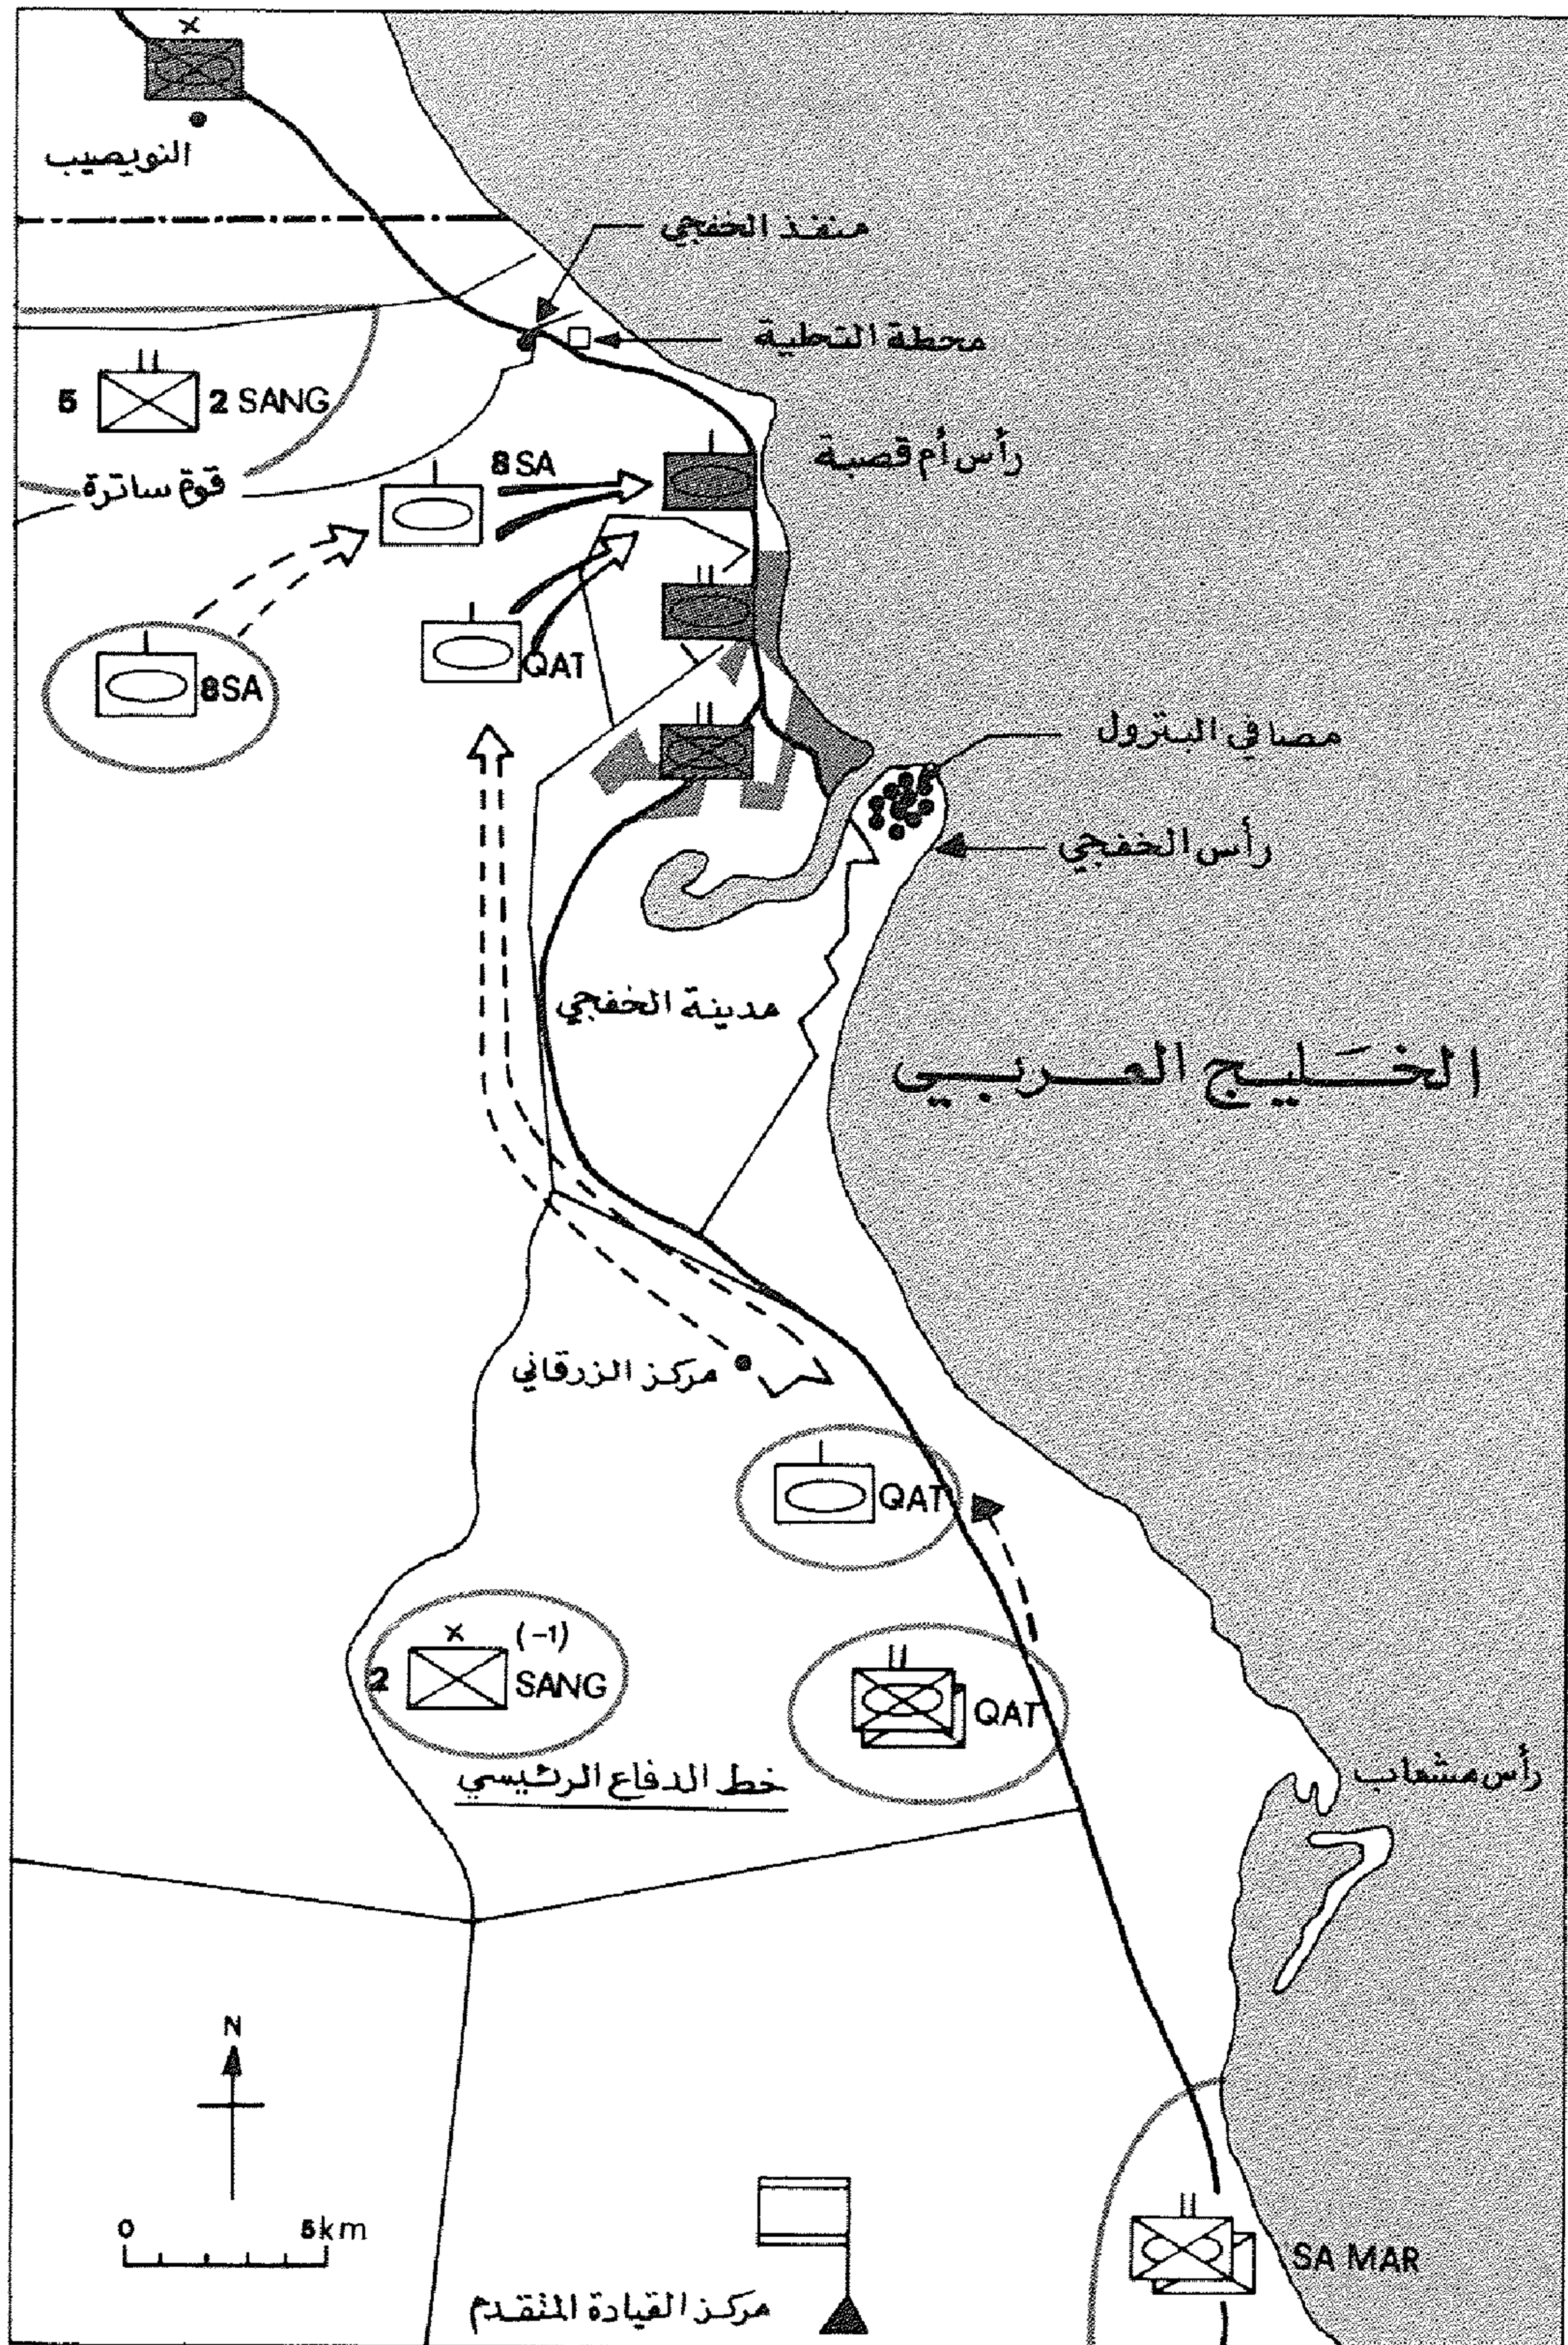 النويصيب
منفذ الخفجي
محطة التحلية
5
2 SANG
رأس أم قصبة
8 SA
قوة ساترة
QAT
8SA
مصافي البترول
رأس الخفجي
مدينة الخفجي
الخليج العربي
مركز الزرقاني
QAT
(-1)
2
SANG
QAT
خط الدفاع الرئيسي
رأس مشعاب
N
0
5km
SA MAR
مركز القيادة المتقدم